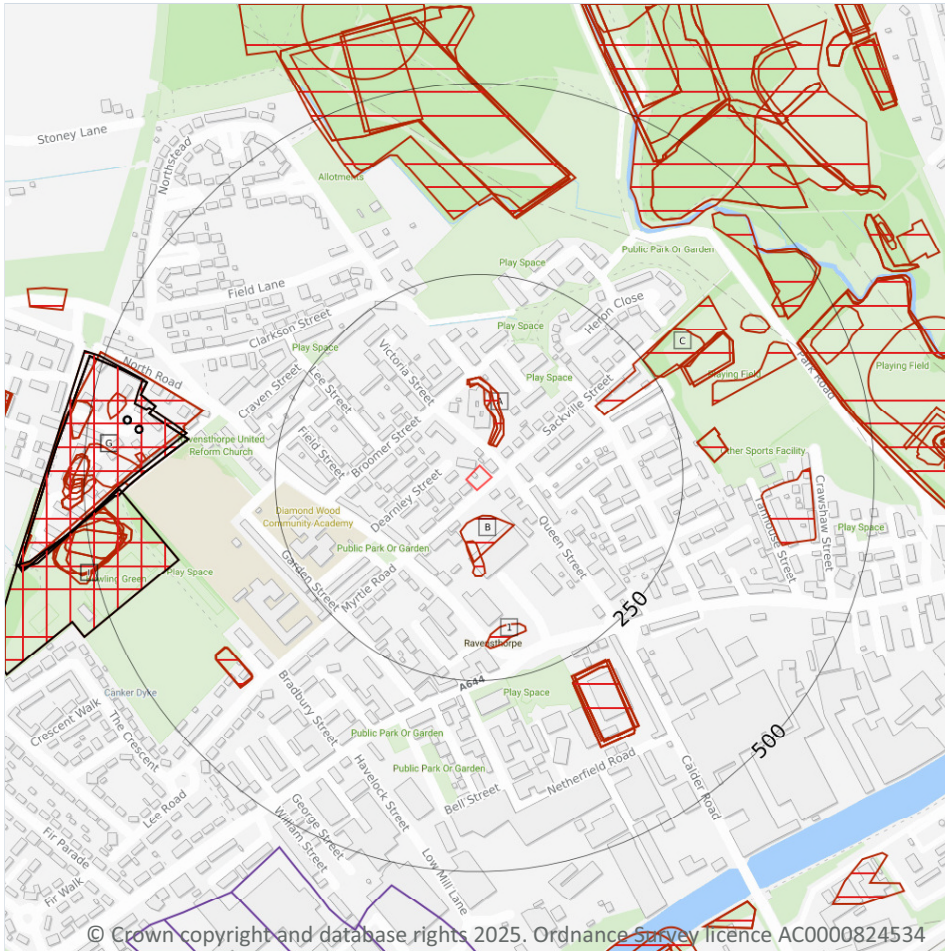 Stoney Lane
Northstead
Allotments
Public Park Or Garden
Play Space
Field Lane
Heron Close
Clarkson Street
Play Space
Play Space
C
North Road
Victoria Street
Park Road
Playing Field
Craven Street
Lee Street
Play Space
Playing Field
A
Sackville Street
G
vensthorpe United
Reform Church
Field Street
Broomer Street
Other Sports Facility
Dearnley Street
Crawshaw Street
Tanhouse Street
Diamond Wood
Community Academy
B
Queen Street
Play Space
Public Park Or Garden
Garden Street
Myrtle Road
Bowling Green
Play Space
250
1
Ravensthorpe
A644
Canker Dyke
Play Space
Bradbury Street
Crescent Walk
The Crescent
Public Park Or Garden
500
Public Park Or Garden
Netherfield Road
Calder Road
Havelock Street
Bell Street
Lee Road
George Street
William Street
Fir Parade
Low Mill Lane
Fir Walk
© Crown copyright and database rights 2025. Ordnance Survey licence AC0000824534